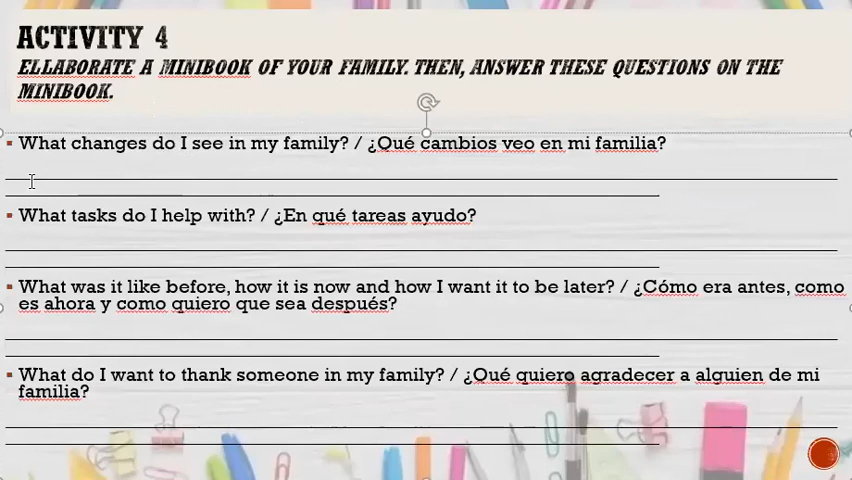 ACTIVITY 4
ELLABORATE A MINIBOOK OF YOUR FAMILY. THEN, ANSWER THESE QUESTIONS ON THE
MINIBOOK.
What changes do I see in my family? / ¿Qué cambios veo en mi familia?
What tasks do I help with? / ¿En qué tareas ayudo?
What was it like before, how it is now and how I want it to be later? / ¿Cómo era antes, como
es ahora y como quiero que sea después?
What do I want to thank someone in my family? / ¿Qué quiero agradecer a alguien de mi
familia?